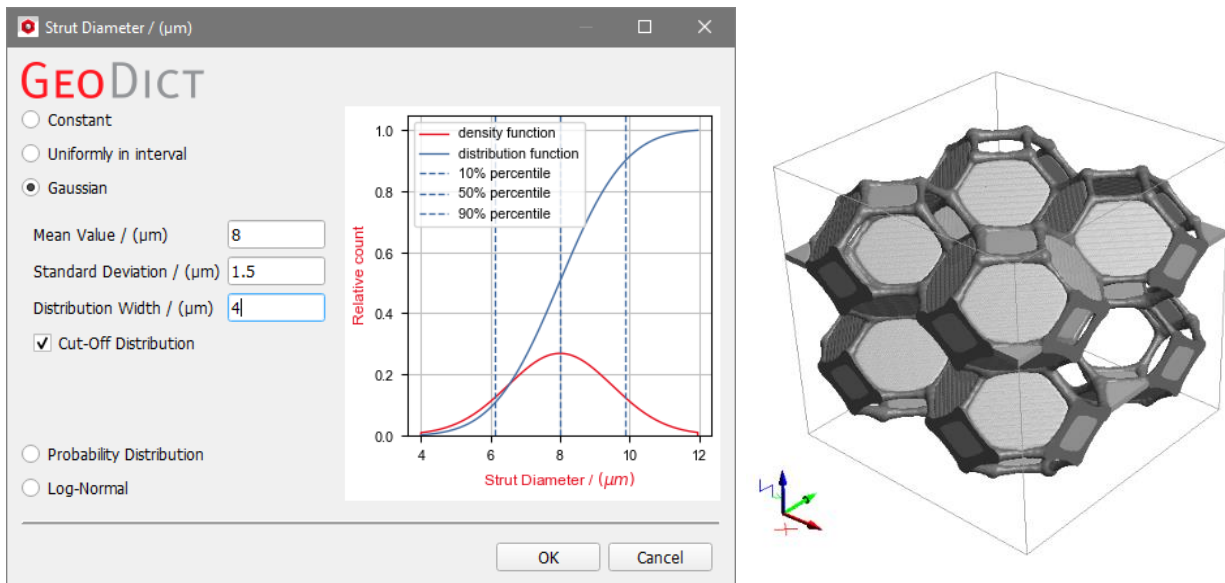 Strut Diameter / (µm)
GEODICT
Constant
Uniformly in interval
Gaussian
Mean Value / (µm) 8
Standard Deviation / (µm) 1.5
Distribution Width / (µm) 4
Cut-Off Distribution
Probability Distribution
Log-Normal
density function
distribution function
10% percentile
50% percentile
90% percentile
Relative count
1.0
0.8
0.6
0.4
0.2
0.0
4 6 8 10 12
Strut Diameter / (µm)
OK Cancel
Z
X